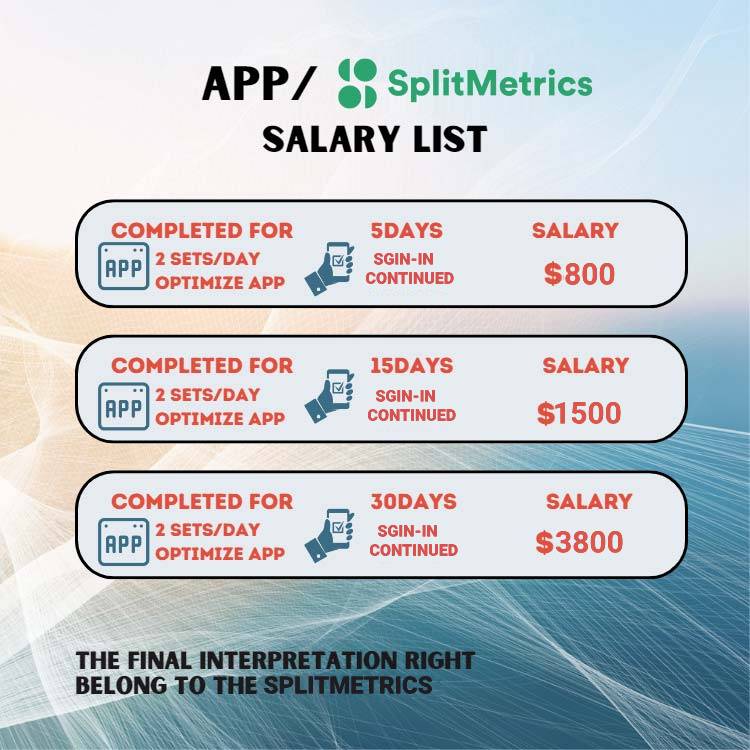 APP/ SplitMetrics
SALARY LIST
COMPLETED FOR 5DAYS SALARY
APP 2 SETS/DAY SGIN-IN $800
OPTIMIZE APP CONTINUED
COMPLETED FOR 15DAYS SALARY
APP 2 SETS/DAY SGIN-IN $1500
OPTIMIZE APP CONTINUED
COMPLETED FOR 30DAYS SALARY
APP 2 SETS/DAY SGIN-IN $3800
OPTIMIZE APP CONTINUED
THE FINAL INTERPRETATION RIGHT
BELONG TO THE SPLITMETRICS